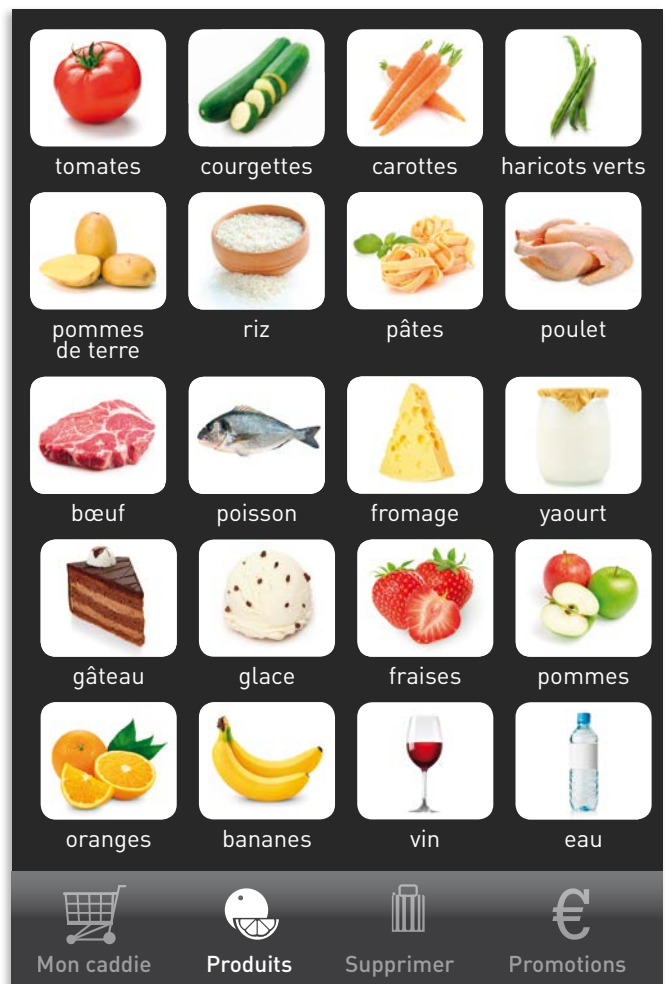 tomates courgettes carottes haricots verts
pommes de terre riz pâtes poulet
bœuf poisson fromage yaourt
gâteau glace fraises pommes
oranges bananes vin eau
€
Mon caddie Produits Supprimer Promotions